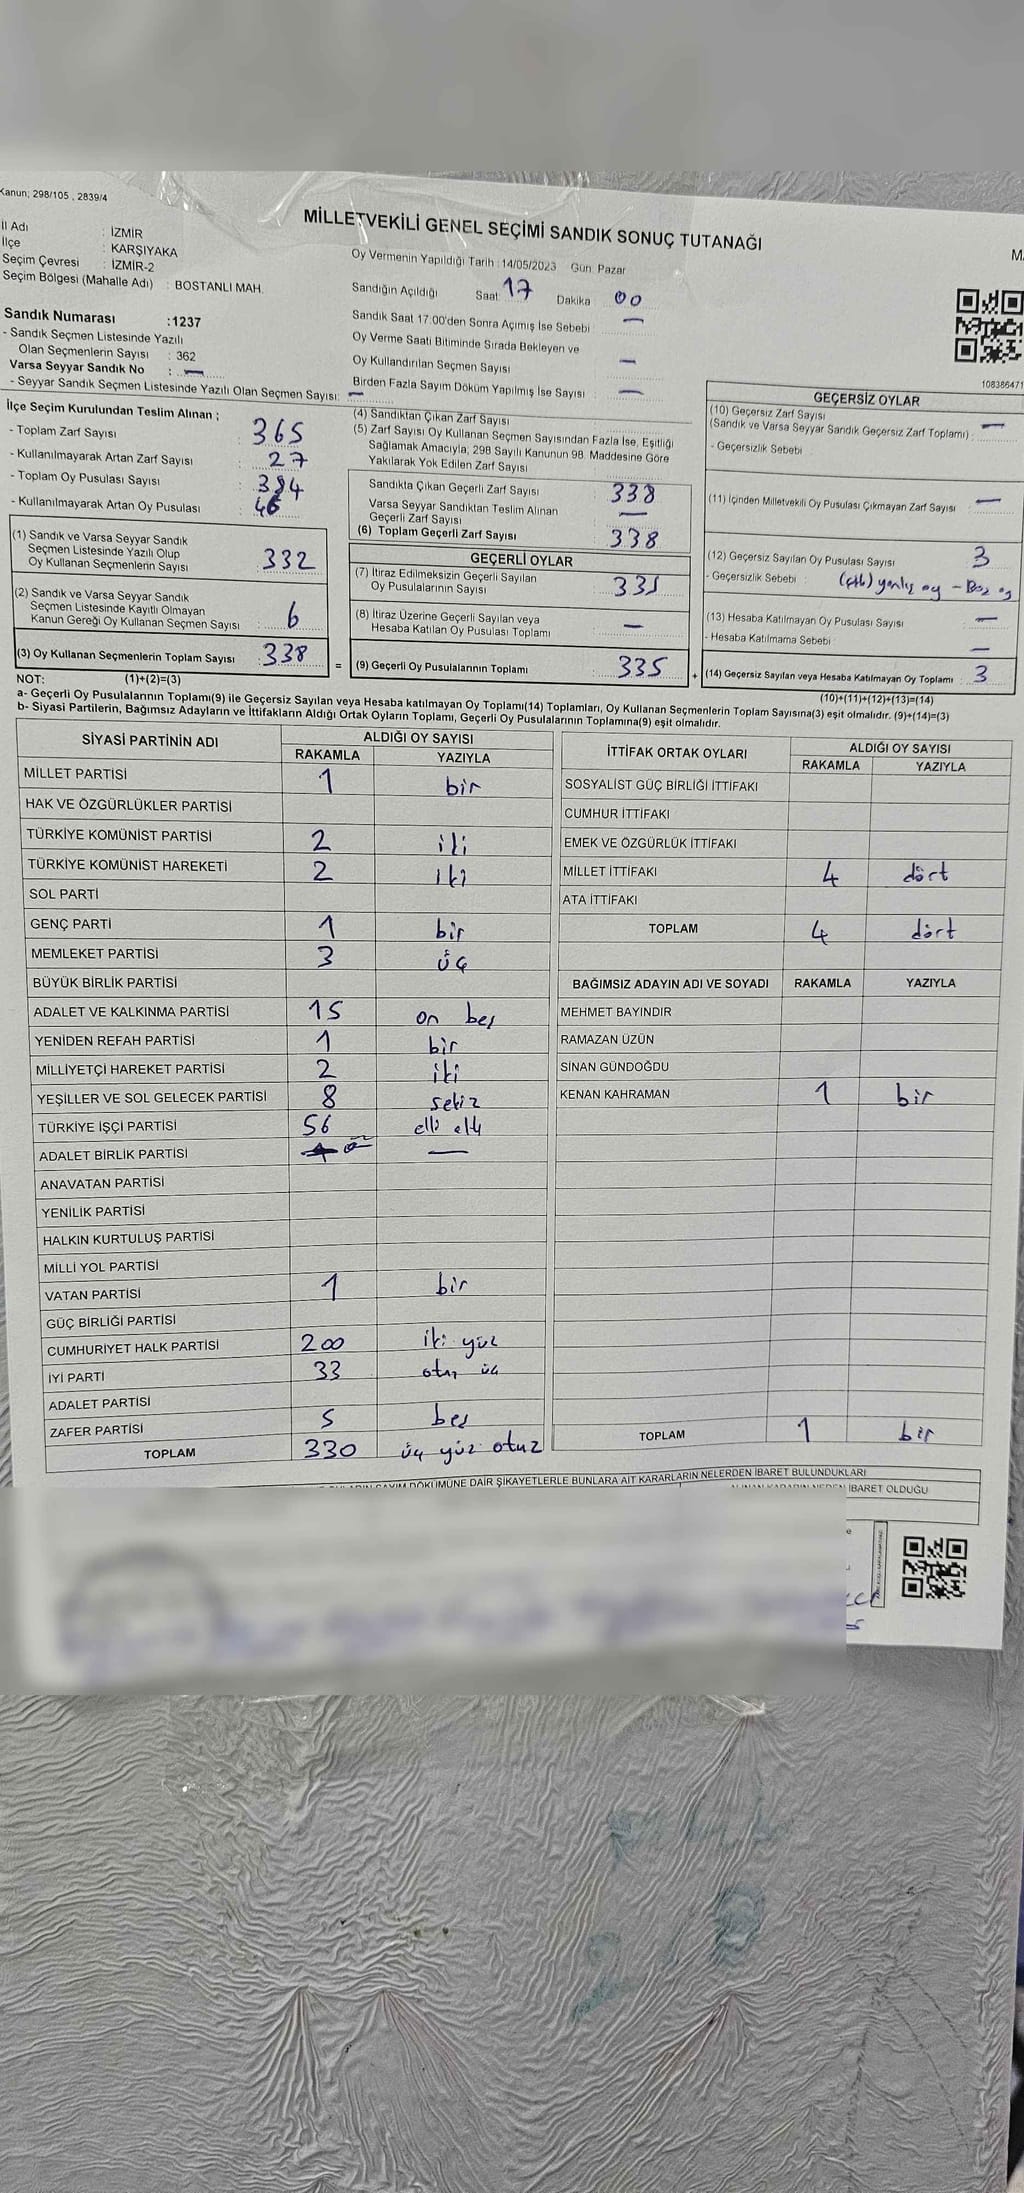 Kanun; 298/105 , 2839/4
MİLLETVEKİLİ GENEL SEÇİMİ SANDIK SONUÇ TUTANAĞI
İl Adı : İZMİR
İlçe : KARŞIYAKA
Seçim Çevresi : İZMİR-2
Seçim Bölgesi (Mahalle Adı) : BOSTANLI MAH.
Sandık Numarası :1237
- Sandık Seçmen Listesinde Yazılı
Olan Seçmenlerin Sayısı : 362
Varsa Seyyar Sandık No : —
- Seyyar Sandık Seçmen Listesinde Yazılı Olan Seçmen Sayısı: —
Oy Vermenin Yapıldığı Tarih :14/05/2023 Gün Pazar
Sandığın Açıldığı Saat: 17 Dakika 00
Sandık Saat 17:00'den Sonra Açımış İse Sebebi —
Oy Verme Saati Bitiminde Sırada Bekleyen ve
Oy Kullandırılan Seçmen Sayısı —
Birden Fazla Sayım Döküm Yapılmış İse Sayısı —
108386471
İlçe Seçim Kurulundan Teslim Alınan ;
- Toplam Zarf Sayısı : 365
- Kullanılmayarak Artan Zarf Sayısı : 27
- Toplam Oy Pusulası Sayısı : 384
- Kullanılmayarak Artan Oy Pusulası : 46
(1) Sandık ve Varsa Seyyar Sandık
Seçmen Listesinde Yazılı Olup
Oy Kullanan Seçmenlerin Sayısı : 332
(2) Sandık ve Varsa Seyyar Sandık
Seçmen Listesinde Kayıtlı Olmayan
Kanun Gereği Oy Kullanan Seçmen Sayısı : 6
(3) Oy Kullanan Seçmenlerin Toplam Sayısı : 338
(4) Sandıktan Çıkan Zarf Sayısı :
(5) Zarf Sayısı Oy Kullanan Seçmen Sayısından Fazla İse, Eşitliği
Sağlamak Amacıyla, 298 Sayılı Kanunun 98. Maddesine Göre
Yakılarak Yok Edilen Zarf Sayısı :
Sandıkta Çıkan Geçerli Zarf Sayısı : 338
Varsa Seyyar Sandıktan Teslim Alınan
Geçerli Zarf Sayısı : —
(6) Toplam Geçerli Zarf Sayısı : 338
GEÇERLİ OYLAR
(7) İtiraz Edilmeksizin Geçerli Sayılan
Oy Pusulalarının Sayısı : 335
(8) İtiraz Üzerine Geçerli Sayılan veya
Hesaba Katılan Oy Pusulası Toplamı : —
= (9) Geçerli Oy Pusulalarının Toplamı : 335
GEÇERSİZ OYLAR
(10) Geçersiz Zarf Sayısı
(Sandık ve Varsa Seyyar Sandık Geçersiz Zarf Toplamı) : —
- Geçersizlik Sebebi :
(11) İçinden Milletvekili Oy Pusulası Çıkmayan Zarf Sayısı : —
(12) Geçersiz Sayılan Oy Pusulası Sayısı : 3
- Geçersizlik Sebebi : yanlış oy - Boş oy
(13) Hesaba Katılmayan Oy Pusulası Sayısı : —
- Hesaba Katılmama Sebebi : —
+ (14) Geçersiz Sayılan veya Hesaba Katılmayan Oy Toplamı : 3
NOT: (1)+(2)=(3)
(10)+(11)+(12)+(13)=(14)
a- Geçerli Oy Pusulalarının Toplamı(9) ile Geçersiz Sayılan veya Hesaba katılmayan Oy Toplamı(14) Toplamları, Oy Kullanan Seçmenlerin Toplam Sayısına(3) eşit olmalıdır. (9)+(14)=(3)
b- Siyasi Partilerin, Bağımsız Adayların ve İttifakların Aldığı Ortak Oyların Toplamı, Geçerli Oy Pusulalarının Toplamına(9) eşit olmalıdır.
SİYASİ PARTİNİN ADI ALDIĞI OY SAYISI
RAKAMLA YAZIYLA
MİLLET PARTİSİ 1 bir
HAK VE ÖZGÜRLÜKLER PARTİSİ
TÜRKİYE KOMÜNİST PARTİSİ 2 iki
TÜRKİYE KOMÜNİST HAREKETİ 2 iki
SOL PARTİ
GENÇ PARTİ 1 bir
MEMLEKET PARTİSİ 3 üç
BÜYÜK BİRLİK PARTİSİ
ADALET VE KALKINMA PARTİSİ 15 on beş
YENİDEN REFAH PARTİSİ 1 bir
MİLLİYETÇİ HAREKET PARTİSİ 2 iki
YEŞİLLER VE SOL GELECEK PARTİSİ 8 sekiz
TÜRKİYE İŞÇİ PARTİSİ 56 elli altı
ADALET BİRLİK PARTİSİ —
ANAVATAN PARTİSİ
YENİLİK PARTİSİ
HALKIN KURTULUŞ PARTİSİ
MİLLİ YOL PARTİSİ
VATAN PARTİSİ 1 bir
GÜÇ BİRLİĞİ PARTİSİ
CUMHURİYET HALK PARTİSİ 200 iki yüz
İYİ PARTİ 33 otuz üç
ADALET PARTİSİ
ZAFER PARTİSİ 5 beş
TOPLAM 330 üç yüz otuz
İTTİFAK ORTAK OYLARI ALDIĞI OY SAYISI
RAKAMLA YAZIYLA
SOSYALİST GÜÇ BİRLİĞİ İTTİFAKI
CUMHUR İTTİFAKI
EMEK VE ÖZGÜRLÜK İTTİFAKI
MİLLET İTTİFAKI 4 dört
ATA İTTİFAKI
TOPLAM 4 dört
BAĞIMSIZ ADAYIN ADI VE SOYADI RAKAMLA YAZIYLA
MEHMET BAYINDIR
RAMAZAN UZUN
SİNAN GÜNDOĞDU
KENAN KAHRAMAN 1 bir
TOPLAM 1 bir
SAYIM DÖKÜMÜNE DAİR ŞİKAYETLERLE BUNLARA AİT KARARLARIN NELERDEN İBARET BULUNDUKLARI
İBARET OLDUĞU